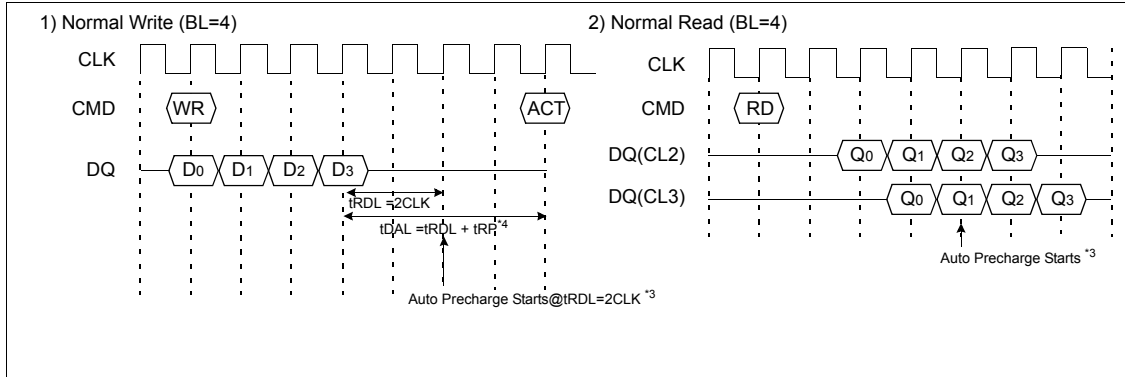 1) Normal Write (BL=4)
CLK
CMD
WR
ACT
DQ
D0 D1 D2 D3
tRDL =2CLK
tDAL =tRDL + tRP*4
Auto Precharge Starts@tRDL=2CLK *3
2) Normal Read (BL=4)
CLK
CMD
RD
DQ(CL2)
Q0 Q1 Q2 Q3
DQ(CL3)
Q0 Q1 Q2 Q3
Auto Precharge Starts *3